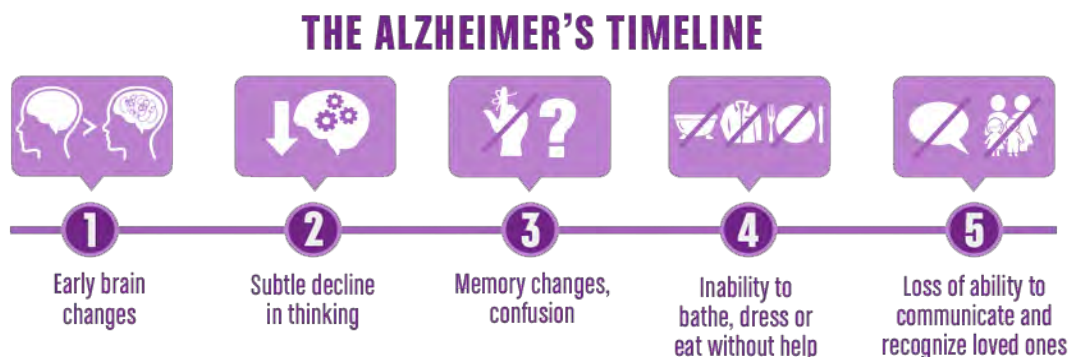 THE ALZHEIMER'S TIMELINE
>
?
1
Early brain
changes
2
Subtle decline
in thinking
3
Memory changes,
confusion
4
Inability to
bathe, dress or
eat without help
5
Loss of ability to
communicate and
recognize loved ones